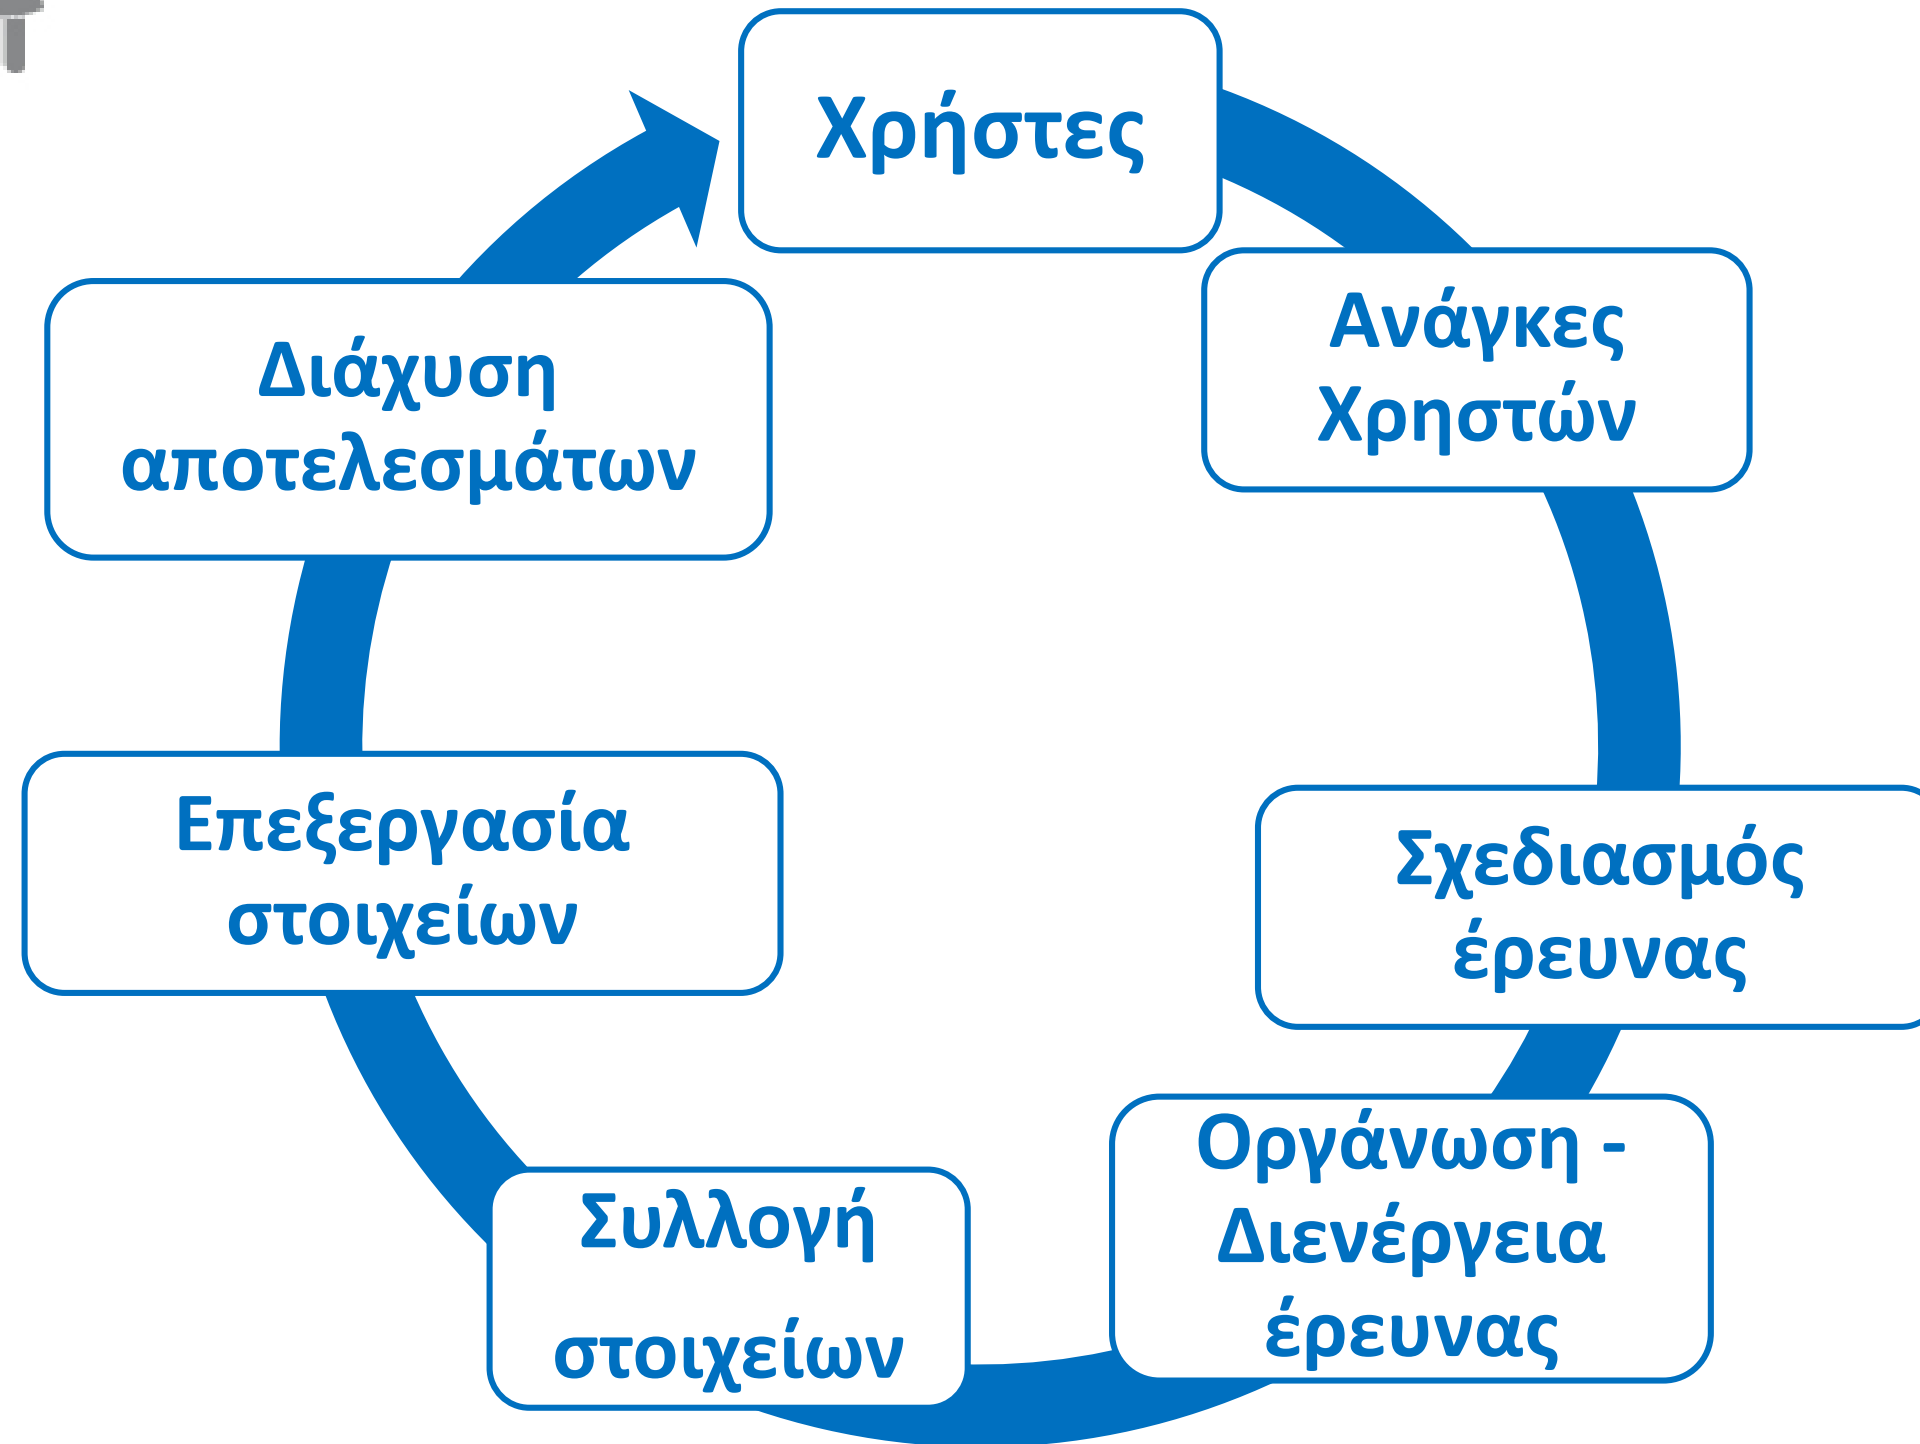 Χρήστες
Ανάγκες
Χρηστών
Σχεδιασμός
έρευνας
Οργάνωση -
Διενέργεια
έρευνας
Συλλογή
στοιχείων
Επεξεργασία
στοιχείων
Διάχυση
αποτελεσμάτων